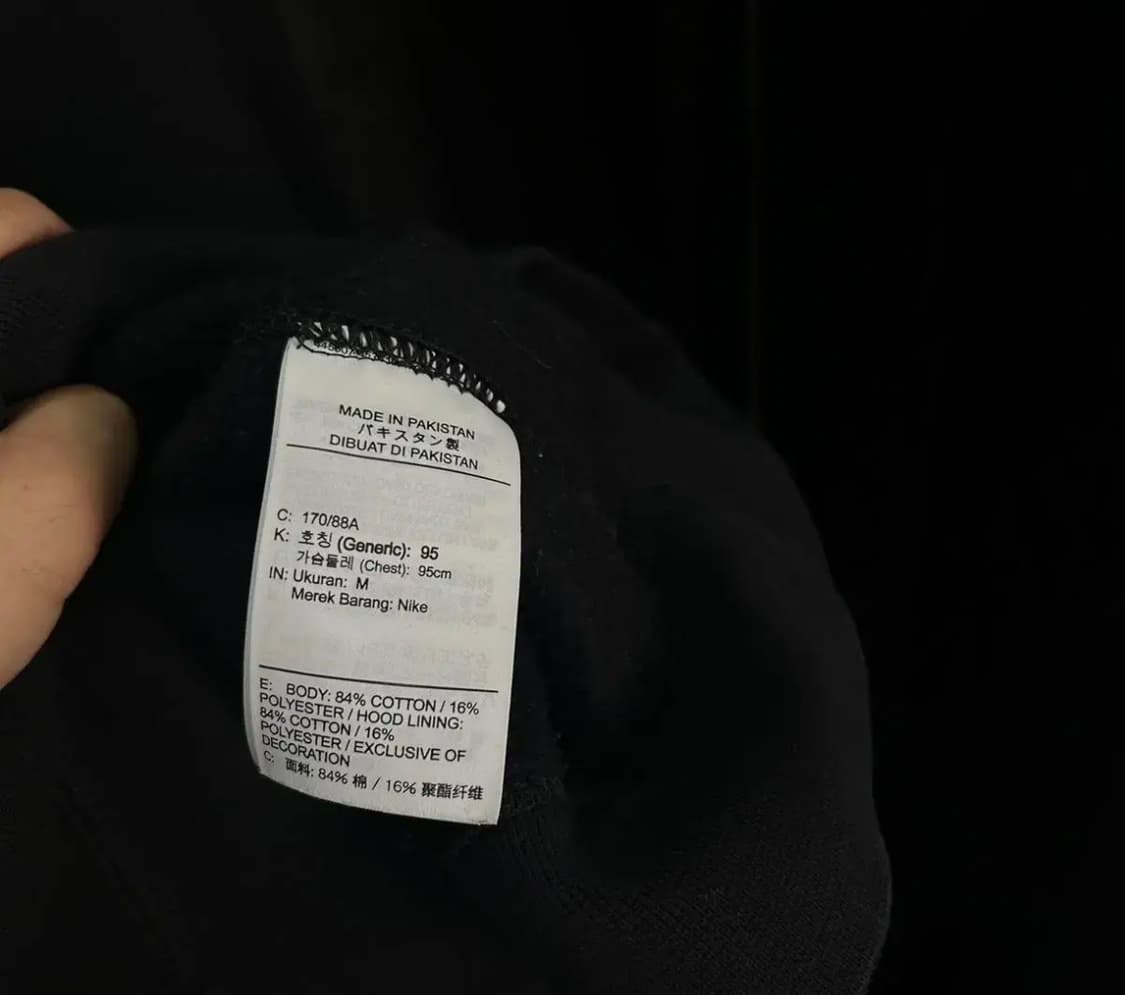 MADE IN PAKISTAN
パキスタン製
DIBUAT DI PAKISTAN
C: 170/88A
K: 호칭 (Generic): 95
가슴둘레 (Chest): 95cm
IN: Ukuran: M
Merek Barang: Nike
E: BODY: 84% COTTON / 16%
POLYESTER / HOOD LINING:
84% COTTON / 16%
POLYESTER / EXCLUSIVE OF
DECORATION
C: 面料: 84% 棉 / 16% 聚酯纤维